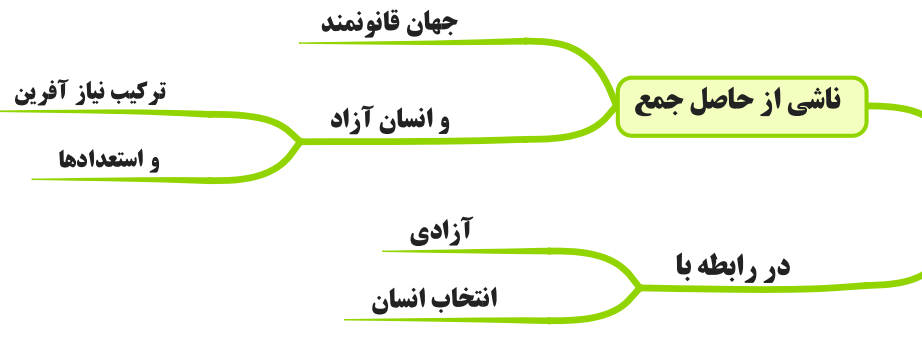 ناشی از حاصل جمع
جهان قانونمند
و انسان آزاد
ترکیب نیاز آفرین
و استعدادها
در رابطه با
آزادی
انتخاب انسان